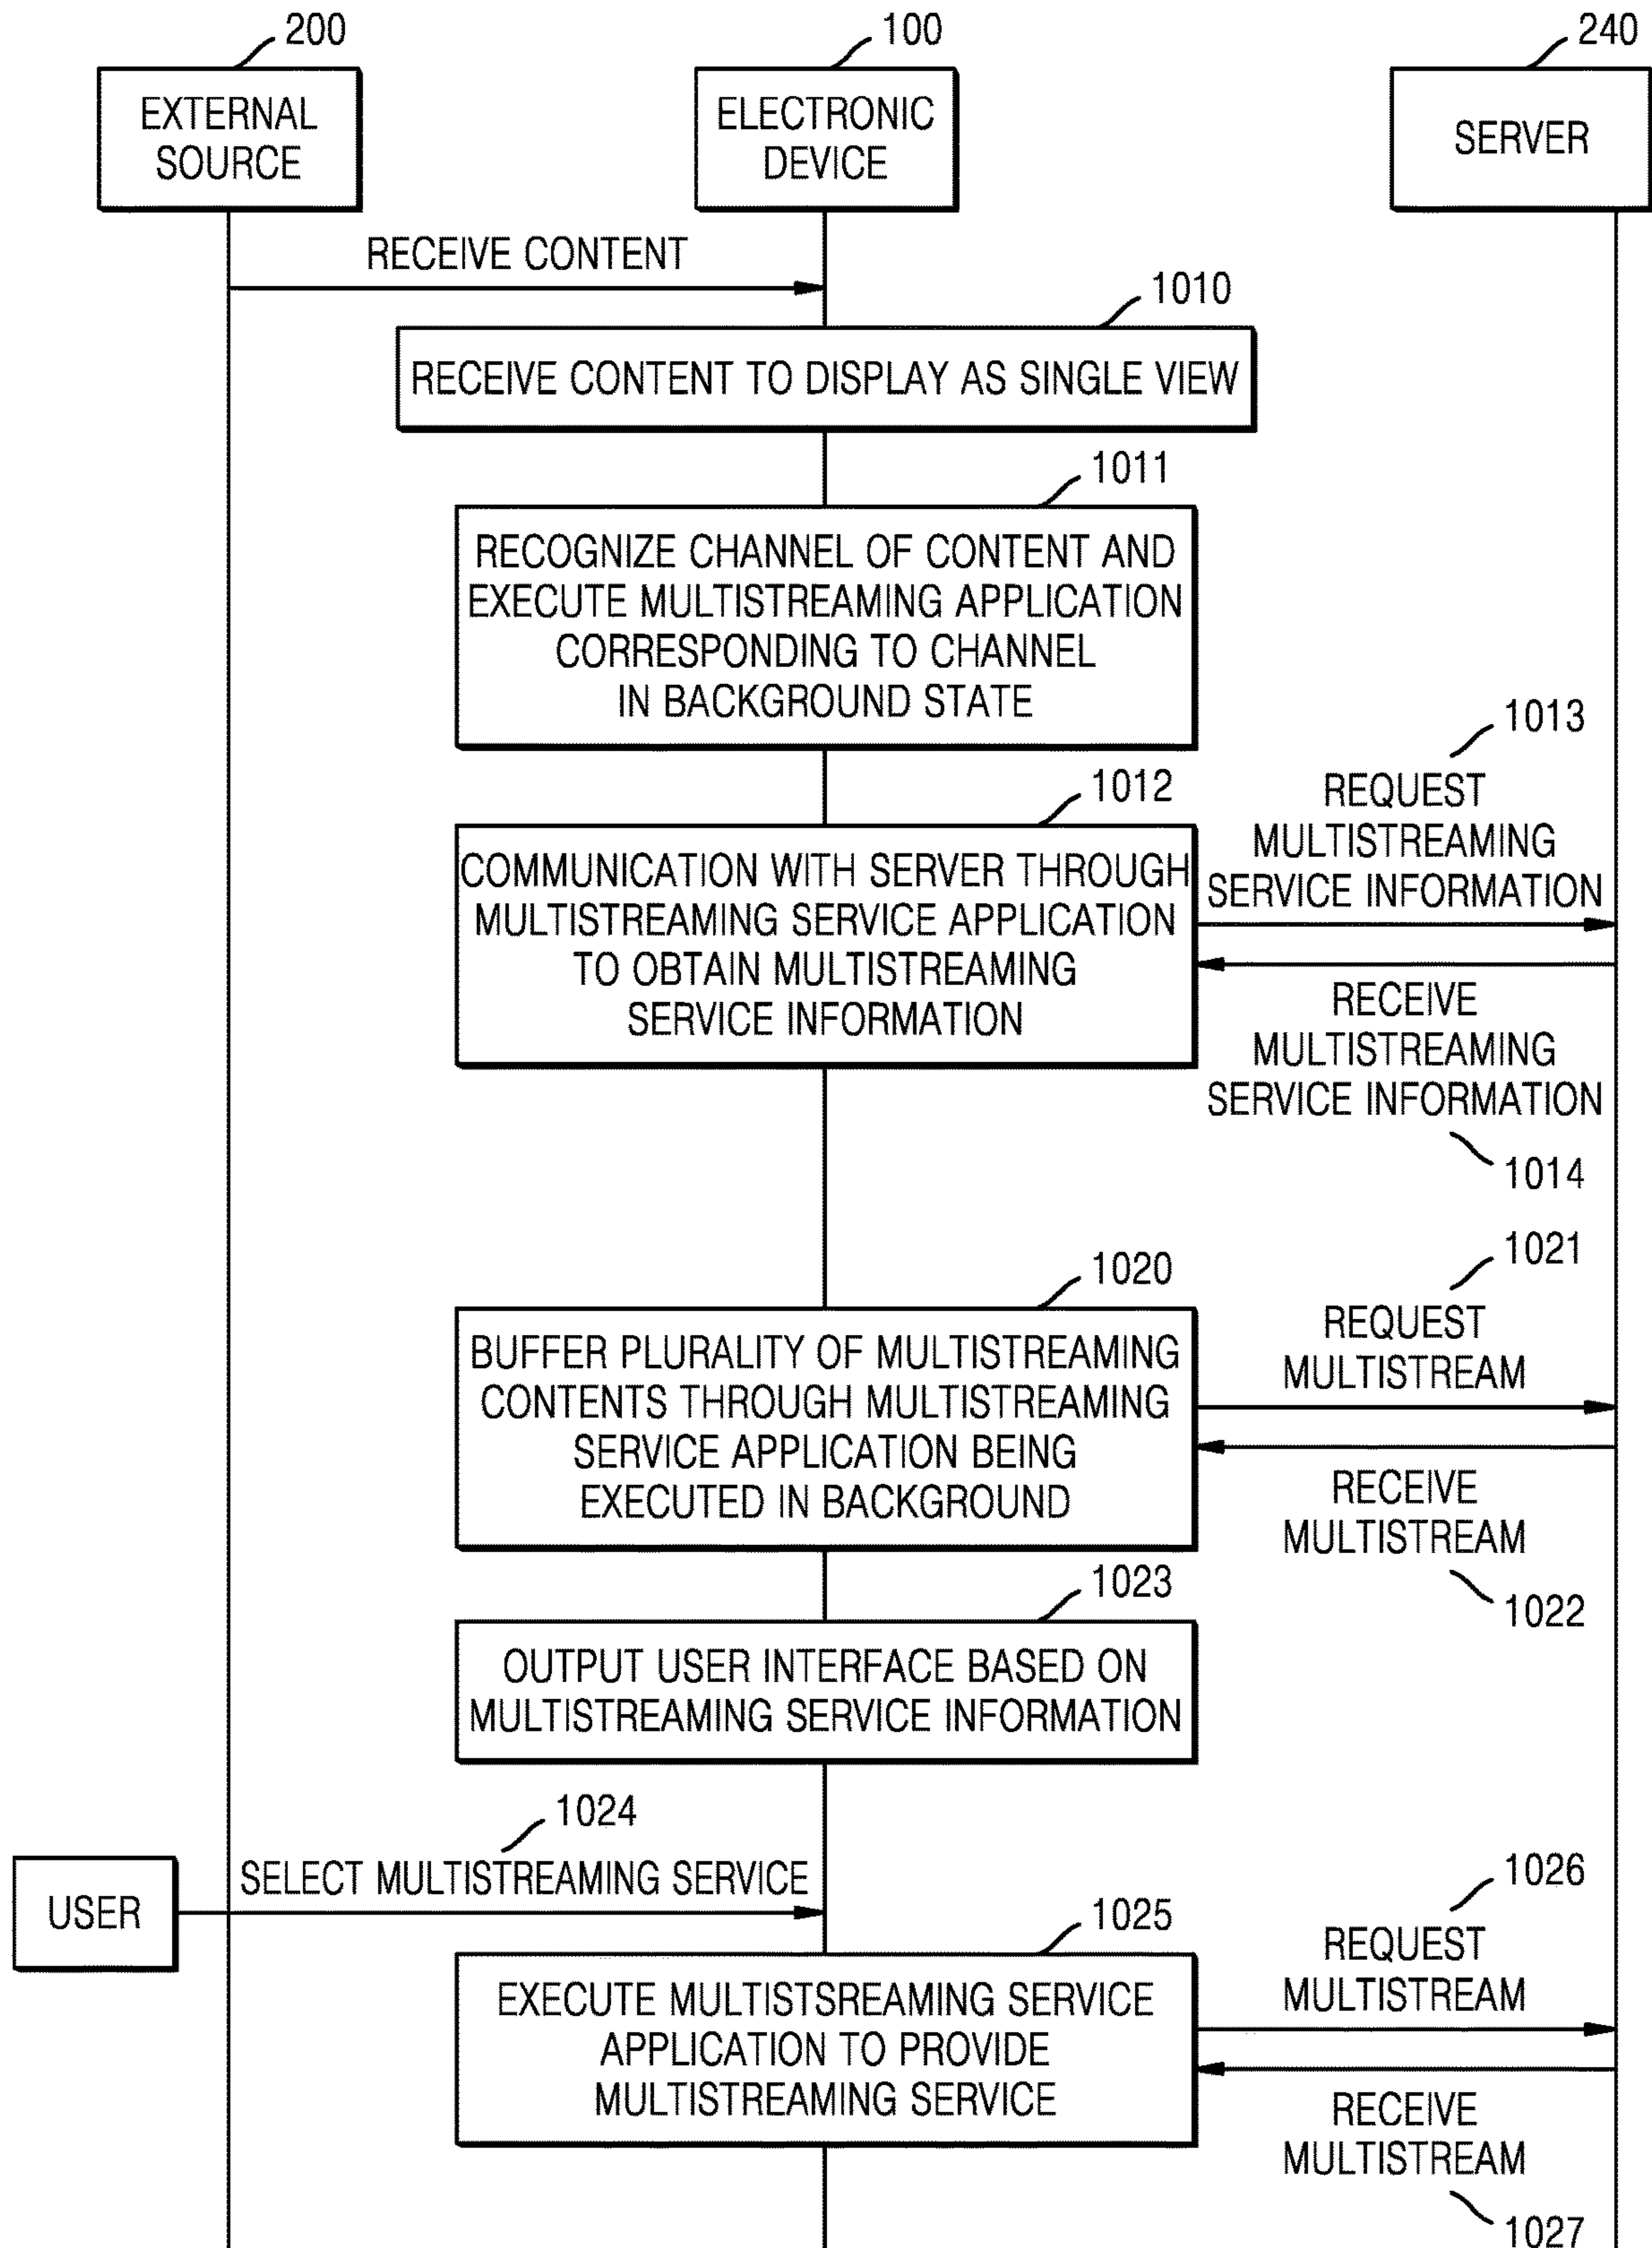 200
100
240
EXTERNAL
SOURCE
ELECTRONIC
DEVICE
SERVER
RECEIVE CONTENT
1010
RECEIVE CONTENT TO DISPLAY AS SINGLE VIEW
1011
RECOGNIZE CHANNEL OF CONTENT AND
EXECUTE MULTISTREAMING APPLICATION
CORRESPONDING TO CHANNEL
IN BACKGROUND STATE
1012
COMMUNICATION WITH SERVER THROUGH
MULTISTREAMING SERVICE APPLICATION
TO OBTAIN MULTISTREAMING
SERVICE INFORMATION
1013
REQUEST
MULTISTREAMING
SERVICE INFORMATION
RECEIVE
MULTISTREAMING
SERVICE INFORMATION
1014
1020
BUFFER PLURALITY OF MULTISTREAMING
CONTENTS THROUGH MULTISTREAMING
SERVICE APPLICATION BEING
EXECUTED IN BACKGROUND
1021
REQUEST
MULTISTREAM
RECEIVE
MULTISTREAM
1022
1023
OUTPUT USER INTERFACE BASED ON
MULTISTREAMING SERVICE INFORMATION
1024
USER
SELECT MULTISTREAMING SERVICE
1025
EXECUTE MULTISTSREAMING SERVICE
APPLICATION TO PROVIDE
MULTISTREAMING SERVICE
1026
REQUEST
MULTISTREAM
RECEIVE
MULTISTREAM
1027